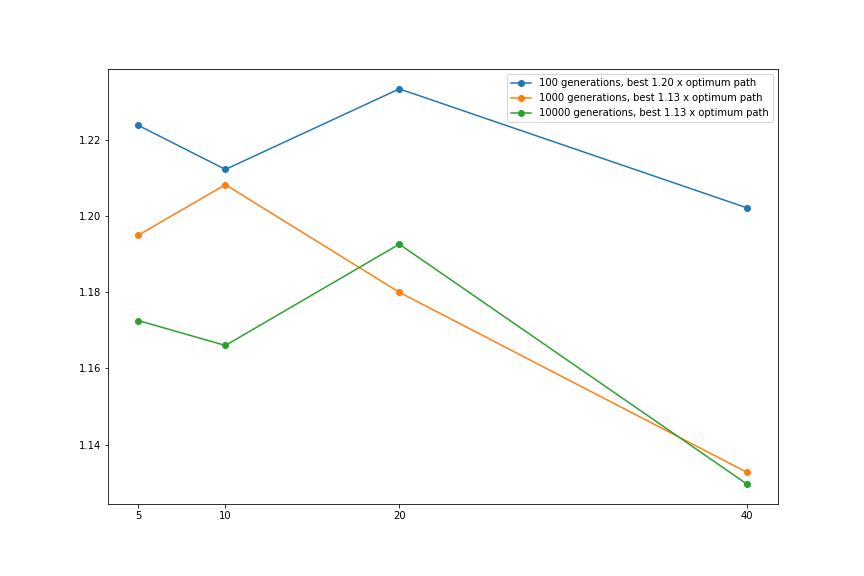 100 generations, best 1.20 x optimum path
1000 generations, best 1.13 x optimum path
10000 generations, best 1.13 x optimum path
1.22
1.20
1.18
1.16
1.14
5 10 20 40